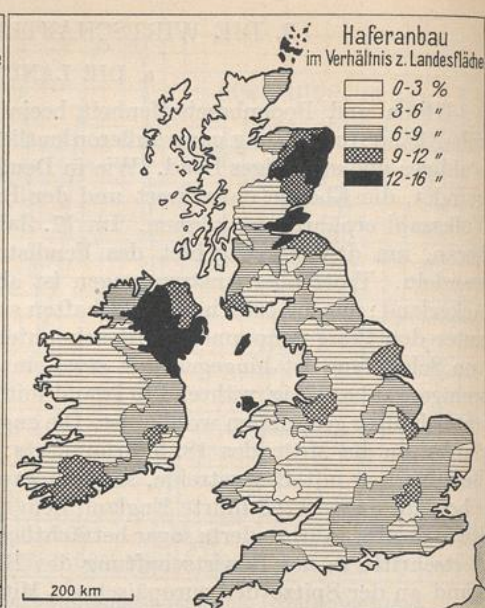 Haferanbau
im Verhältnis z. Landesfläche
0-3 %
3-6 "
6-9 "
9-12 "
12-16 "
200 km